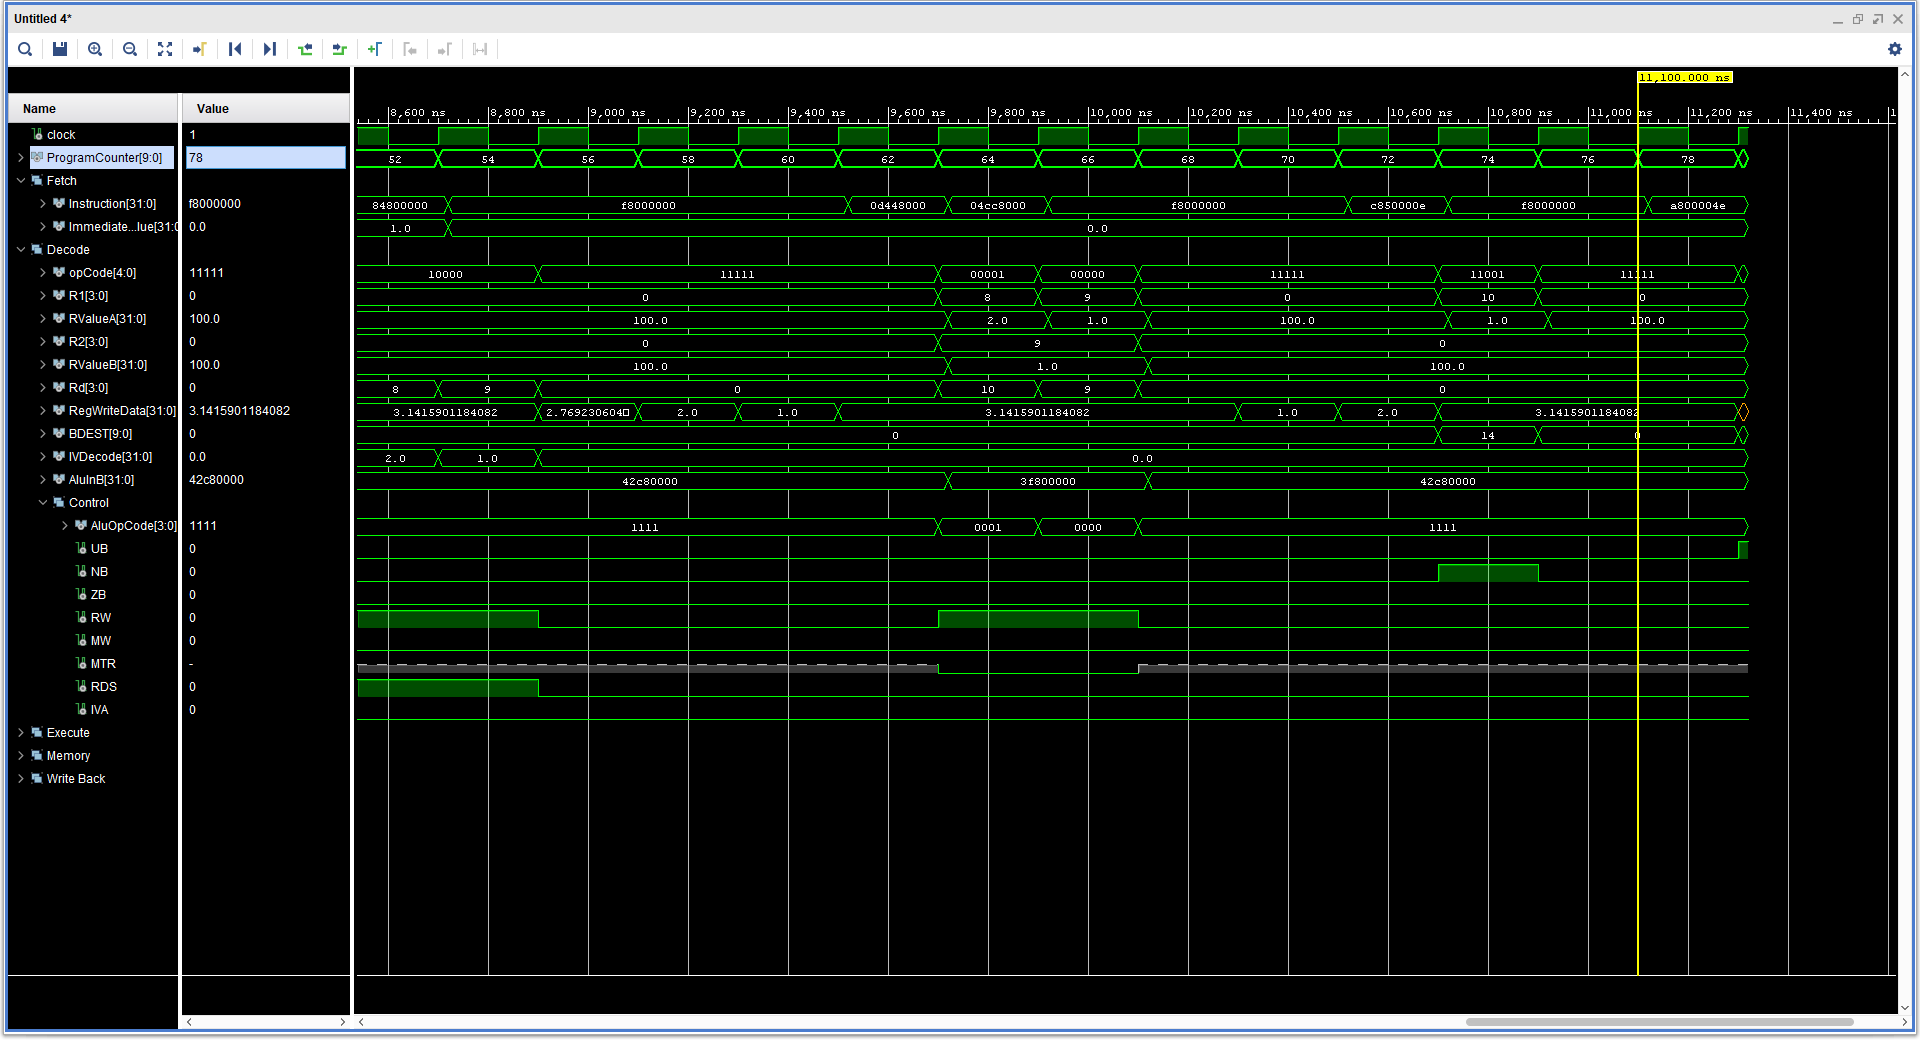 Untitled 4*
11,100.000 ns
Name Value
8,600 ns 8,800 ns 9,000 ns 9,200 ns 9,400 ns 9,600 ns 9,800 ns 10,000 ns 10,200 ns 10,400 ns 10,600 ns 10,800 ns 11,000 ns 11,200 ns 11,400 ns 1
clock 1
ProgramCounter[9:0] 78 52 54 56 58 60 62 64 66 68 70 72 74 76 78
Fetch
Instruction[31:0] f8000000 84800000 f8000000 0d448000 04cc8000 f8000000 c850000e f8000000 a800004e
Immediate...lue[31:0 0.0 1.0 0.0
Decode
opCode[4:0] 11111 10000 11111 00001 00000 11111 11001 11111
R1[3:0] 0 0 8 9 0 10 0
RValueA[31:0] 100.0 100.0 2.0 1.0 100.0 1.0 100.0
R2[3:0] 0 0 9 0
RValueB[31:0] 100.0 100.0 1.0 100.0
Rd[3:0] 0 8 9 0 10 9 0
RegWriteData[31:0] 3.1415901184082 3.1415901184082 2.769230604 2.0 1.0 3.1415901184082 1.0 2.0 3.1415901184082
BDEST[9:0] 0 0 14 0
IVDecode[31:0] 0.0 2.0 1.0 0.0
AluInB[31:0] 42c80000 42c80000 3f800000 42c80000
Control
AluOpCode[3:0] 1111 1111 0001 0000 1111
UB 0
NB 0
ZB 0
RW 0
MW 0
MTR -
RDS 0
IVA 0
Execute
Memory
Write Back